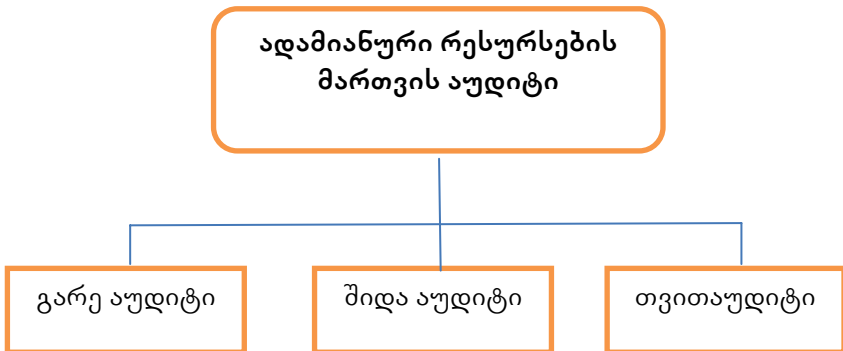 ადამიანური რესურსების
მართვის აუდიტი
გარე აუდიტი
შიდა აუდიტი
თვითაუდიტი